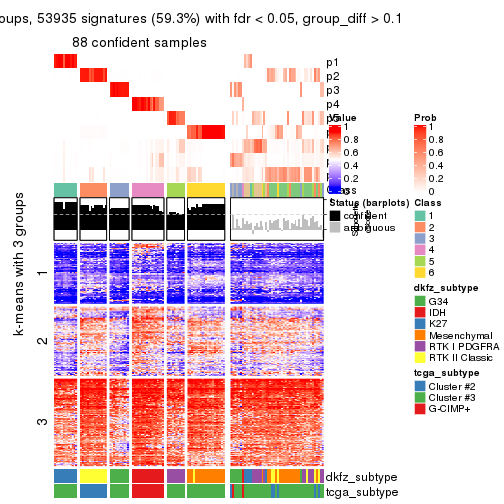 oups, 53935 signatures (59.3%) with fdr < 0.05, group_diff > 0.1
88 confident samples
p1
p2
p3
p4
Value
1
0.8
0.6
0.4
0.2
0
Prob
1
0.8
0.6
0.4
0.2
0
Class
Status (barplots)
confident
ambiguous
Class
1
2
3
4
5
6
dkfz_subtype
G34
IDH
K27
Mesenchymal
RTK I PDGFRA
RTK II Classic
tcga_subtype
Cluster #2
Cluster #3
G-CIMP+
k-means with 3 groups
1
2
3
dkfz_subtype
tcga_subtype